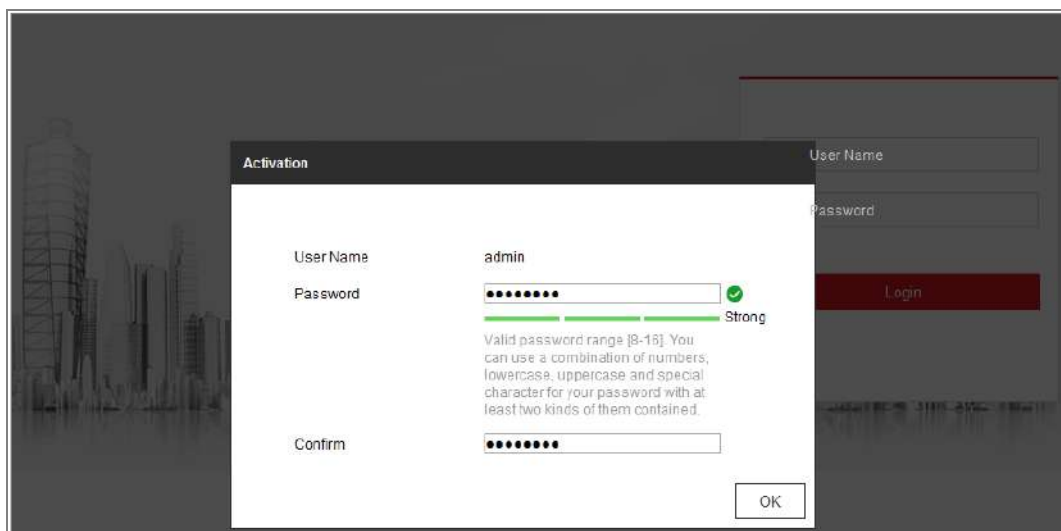 Activation
User Name
Password
Login
User Name admin
Password ●●●●●●●●
Strong
Valid password range [8-16]. You
can use a combination of numbers,
lowercase, uppercase and special
character for your password with at
least two kinds of them contained.
Confirm ●●●●●●●●
OK